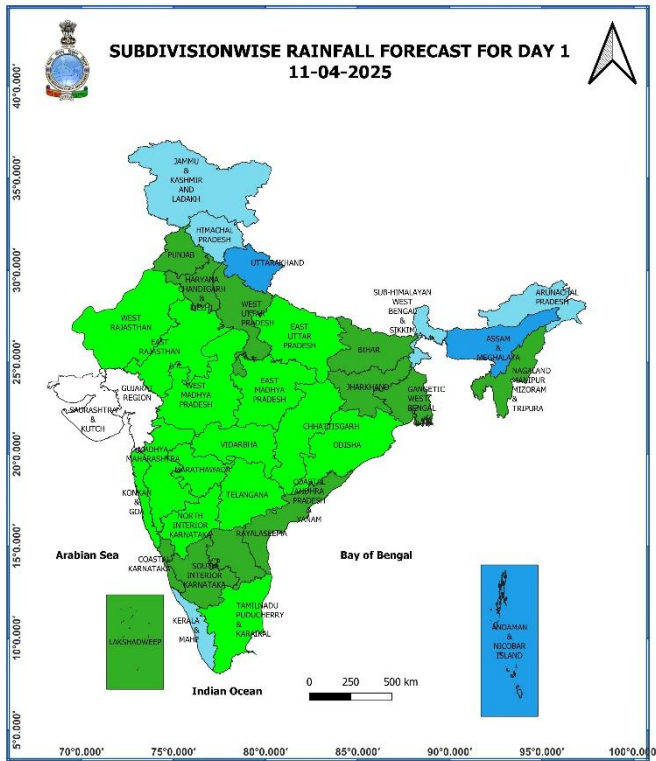 SUBDIVISIONWISE RAINFALL FORECAST FOR DAY 1
11-04-2025
40°0.000'
35°0.000'
30°0.000'
25°0.000'
20°0.000'
15°0.000'
10°0.000'
5°0.000'
JAMMU
&
KASHMIR
AND
LADAKH
HIMACHAL
PRADESH
PUNJAB
UTTARAKHAND
HARYANA
CHANDIGARH
&
DELHI
WEST
UTTAR
PRADESH
EAST
UTTAR
PRADESH
WEST
RAJASTHAN
EAST
RAJASTHAN
SUB-HIMALAYAN
WEST
BENGAL
&
SIKKIM
ARUNACHAL
PRADESH
ASSAM
&
MEGHALAYA
NAGALAND
MANIPUR
MIZORAM
&
TRIPURA
BIHAR
JHARKHAND
GANGETIC
WEST
BENGAL
GUJARAT
REGION
SAURASHTRA
&
KUTCH
WEST
MADHYA
PRADESH
EAST
MADHYA
PRADESH
CHHATTISGARH
ODISHA
VIDARBHA
MADHYA
MAHARASHTRA
MARATHAWADA
KONKAN
&
GOA
TELANGANA
COASTAL
ANDHRA
PRADESH
YANAM
NORTH
INTERIOR
KARNATAKA
RAYALASEEMA
COASTAL
KARNATAKA
SOUTH
INTERIOR
KARNATAKA
TAMILNADU
PUDUCHERRY
&
KARAIKAL
KERALA
&
MAHE
LAKSHADWEEP
ANDAMAN
&
NICOBAR
ISLAND
Arabian Sea
Bay of Bengal
Indian Ocean
0 250 500 km
70°0.000' 75°0.000' 80°0.000' 85°0.000' 90°0.000' 95°0.000' 100°0.000'